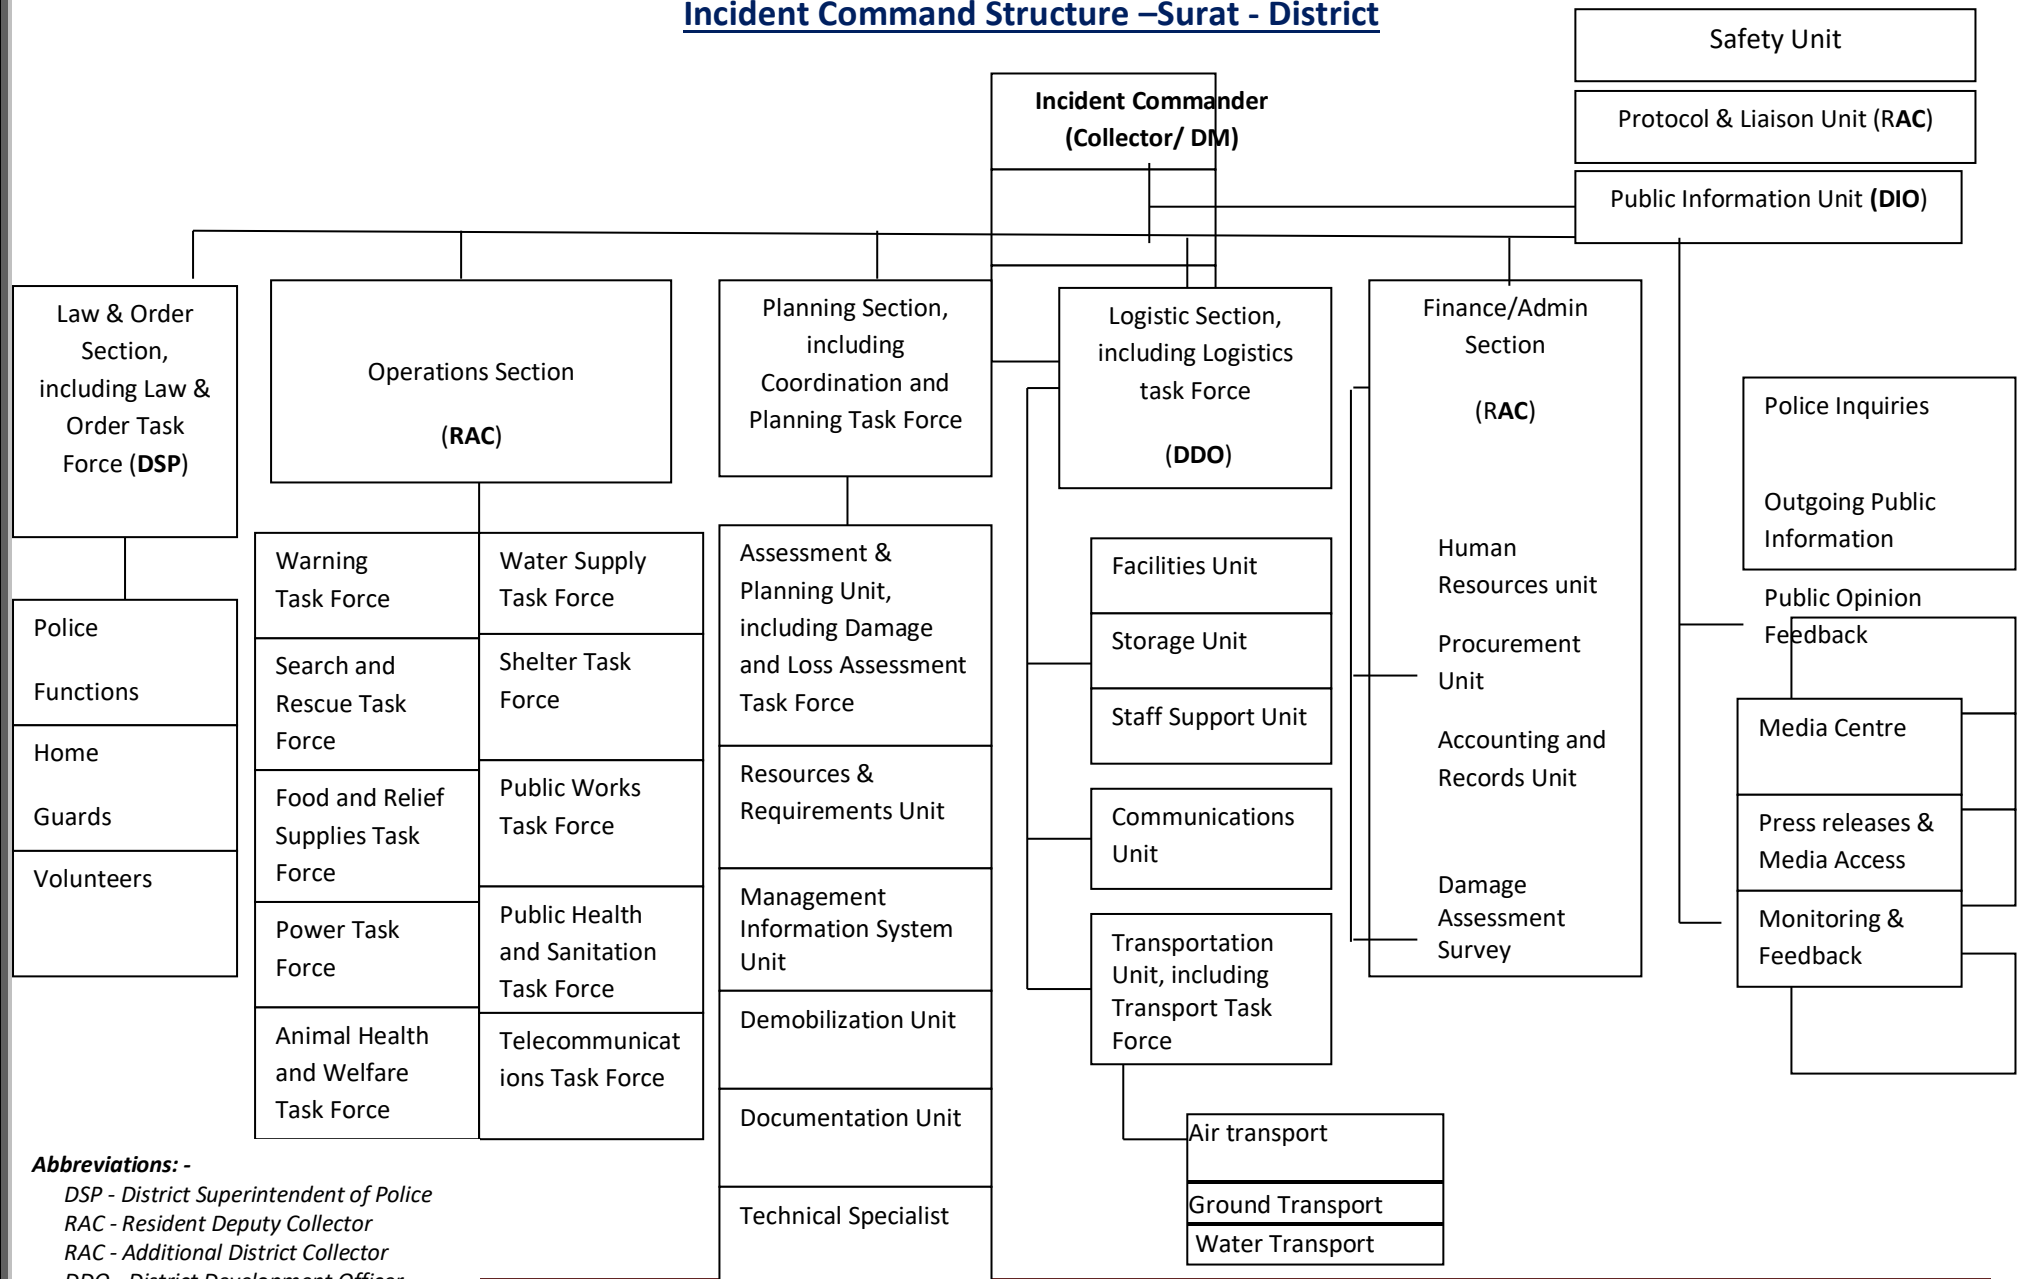 Incident Command Structure –Surat - District
Safety Unit
Protocol & Liaison Unit (RAC)
Public Information Unit (DIO)
Incident Commander
(Collector/ DM)
Law & Order
Section,
including Law &
Order Task
Force (DSP)
Operations Section
(RAC)
Planning Section,
including
Coordination and
Planning Task Force
Logistic Section,
including Logistics
task Force
(DDO)
Finance/Admin
Section
(RAC)
Police
Functions
Home
Guards
Volunteers
Warning
Task Force
Search and
Rescue Task
Force
Food and Relief
Supplies Task
Force
Power Task
Force
Animal Health
and Welfare
Task Force
Water Supply
Task Force
Shelter Task
Force
Public Works
Task Force
Public Health
and Sanitation
Task Force
Telecommunicat
ions Task Force
Assessment &
Planning Unit,
including Damage
and Loss Assessment
Task Force
Resources &
Requirements Unit
Management
Information System
Unit
Demobilization Unit
Documentation Unit
Technical Specialist
Facilities Unit
Storage Unit
Staff Support Unit
Communications
Unit
Transportation
Unit, including
Transport Task
Force
Air transport
Ground Transport
Water Transport
Human
Resources unit
Procurement
Unit
Accounting and
Records Unit
Damage
Assessment
Survey
Police Inquiries
Outgoing Public
Information
Public Opinion
Feedback
Media Centre
Press releases &
Media Access
Monitoring &
Feedback
Abbreviations: -
DSP - District Superintendent of Police
RAC - Resident Deputy Collector
RAC - Additional District Collector
DDO - District Development Officer